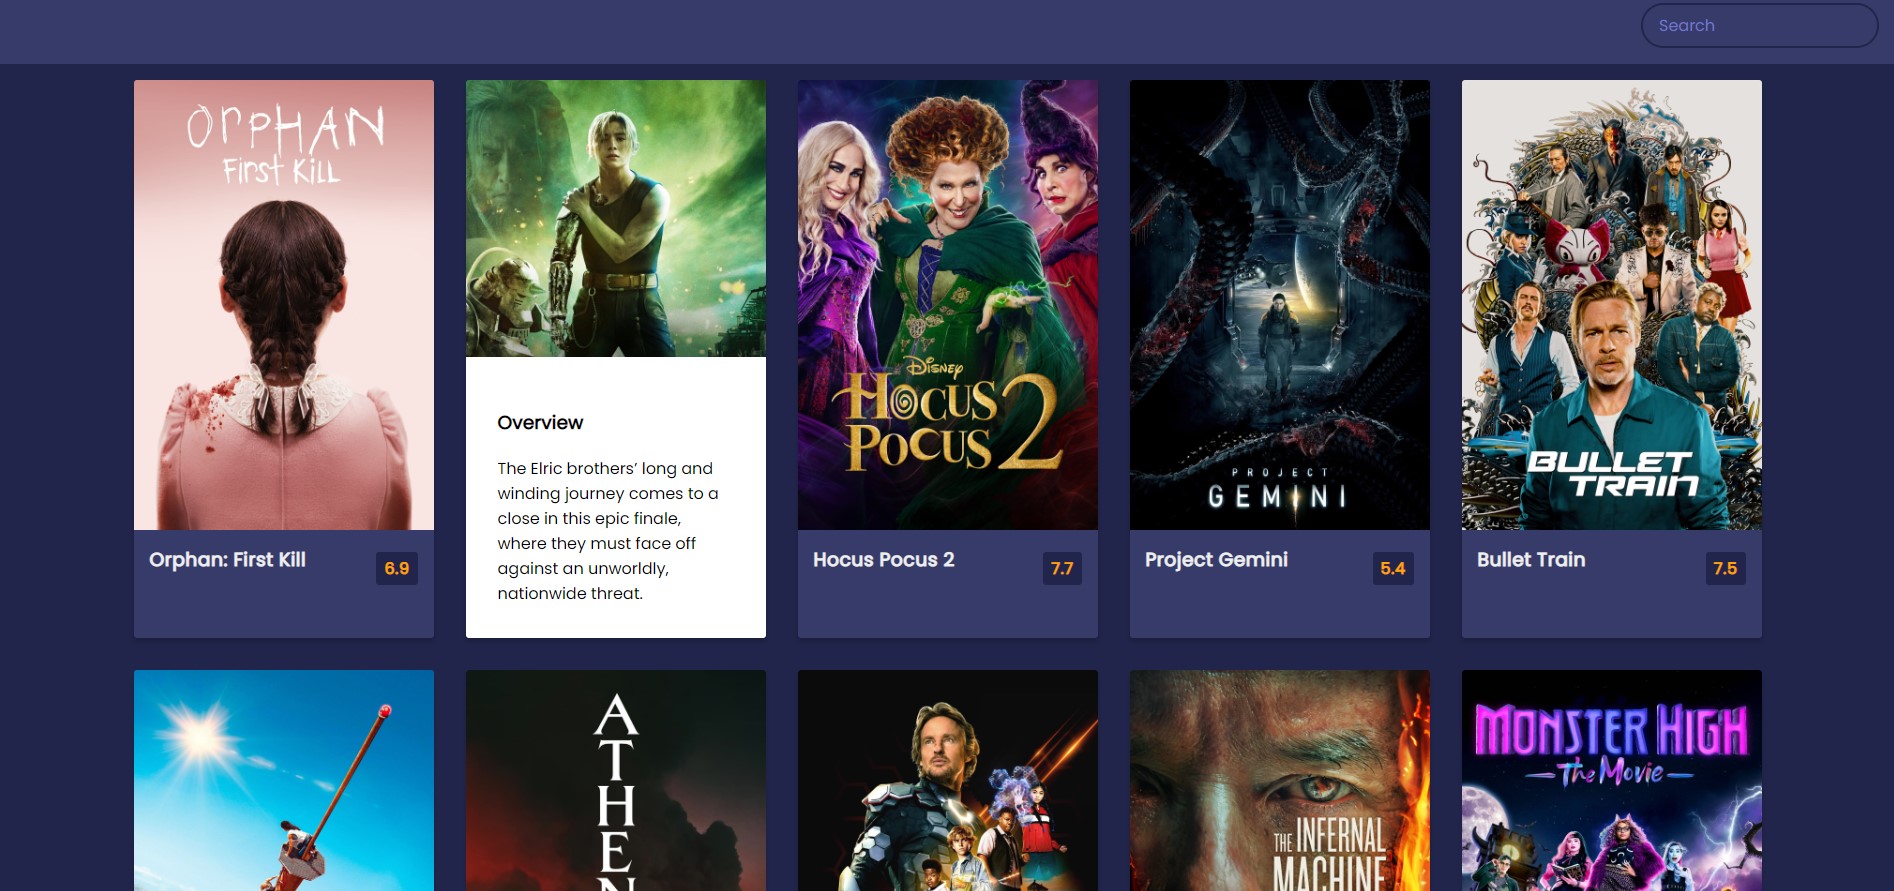 Search
ORPHAN
First Kill
Orphan: First Kill
6.9
Overview
The Elric brothers’ long and
winding journey comes to a
close in this epic finale,
where they must face off
against an unworldly,
nationwide threat.
Disney
Hocus
Pocus 2
Hocus Pocus 2
7.7
PROJECT
GEMINI
Project Gemini
5.4
BULLET
TRAIN
Bullet Train
7.5
A
T
H
E
N
THE INFERNAL
MACHINE
MONSTER HIGH
The Movie